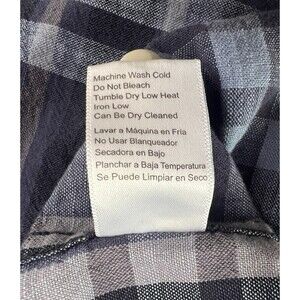 Machine Wash Cold
Do Not Bleach
Tumble Dry Low Heat
Iron Low
Can Be Dry Cleaned
Lavar a Máquina en Fria
No Usar Blanqueador
Secadora en Bajo
Planchar a Baja Temperatura
Se Puede Limpiar en Seco